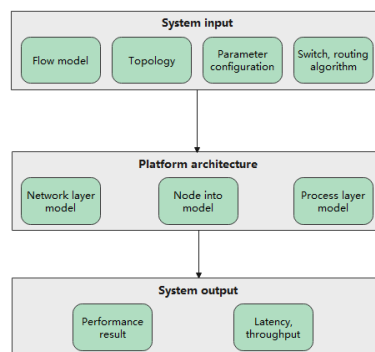 System input
Flow model
Topology
Parameter
configuration
Switch, routing
algorithm
Platform architecture
Network layer
model
Node into
model
Process layer
model
System output
Performance
result
Latency,
throughput